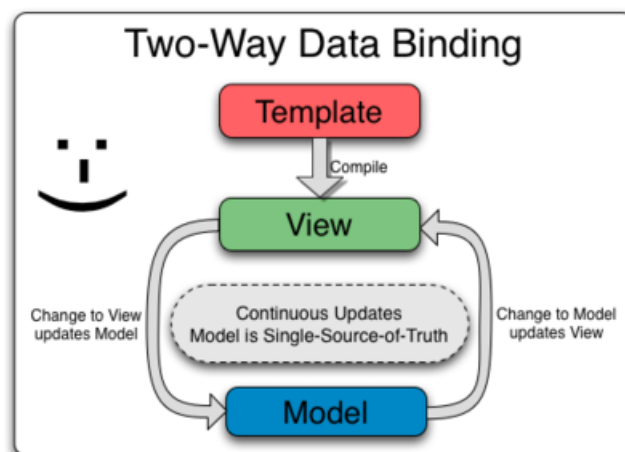 Two-Way Data Binding
Template
Compile
View
Change to View
updates Model
Continuous Updates
Model is Single-Source-of-Truth
Change to Model
updates View
Model